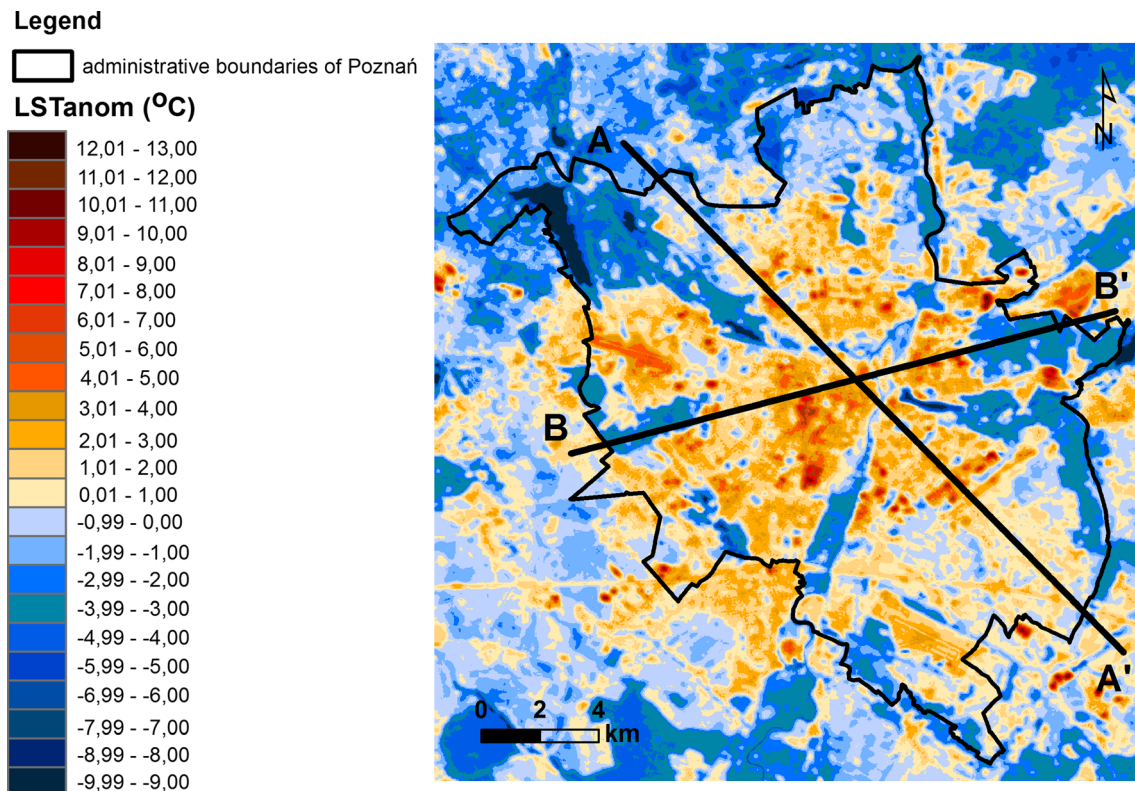 Legend
administrative boundaries of Poznań
LSTanom (°C)
12,01 - 13,00
11,01 - 12,00
10,01 - 11,00
9,01 - 10,00
8,01 - 9,00
7,01 - 8,00
6,01 - 7,00
5,01 - 6,00
4,01 - 5,00
3,01 - 4,00
2,01 - 3,00
1,01 - 2,00
0,01 - 1,00
-0,99 - 0,00
-1,99 - -1,00
-2,99 - -2,00
-3,99 - -3,00
-4,99 - -4,00
-5,99 - -5,00
-6,99 - -6,00
-7,99 - -7,00
-8,99 - -8,00
-9,99 - -9,00
N
A
B'
B
A'
0 2 4
km